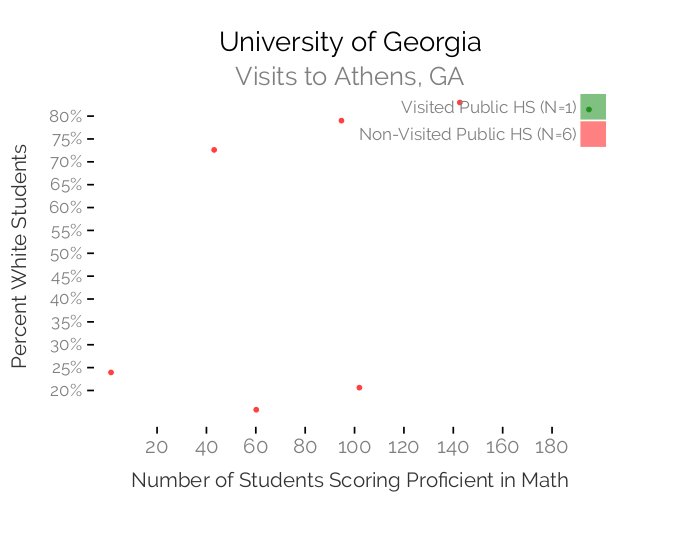 University of Georgia
Visits to Athens, GA
Visited Public HS (N=1)
Non-Visited Public HS (N=6)
Percent White Students
80%
75%
70%
65%
60%
55%
50%
45%
40%
35%
30%
25%
20%
20 40 60 80 100 120 140 160 180
Number of Students Scoring Proficient in Math